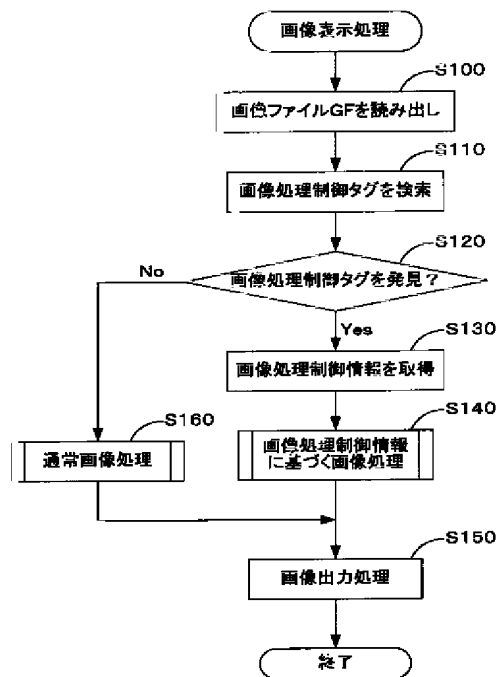 画像表示処理
S100
画像ファイルGFを読み出し
S110
画像処理制御タグを検索
S120
画像処理制御タグを発見？
No
Yes
S130
画像処理制御情報を取得
S140
画像処理制御情報
に基づく画像処理
S160
通常画像処理
S150
画像出力処理
終了